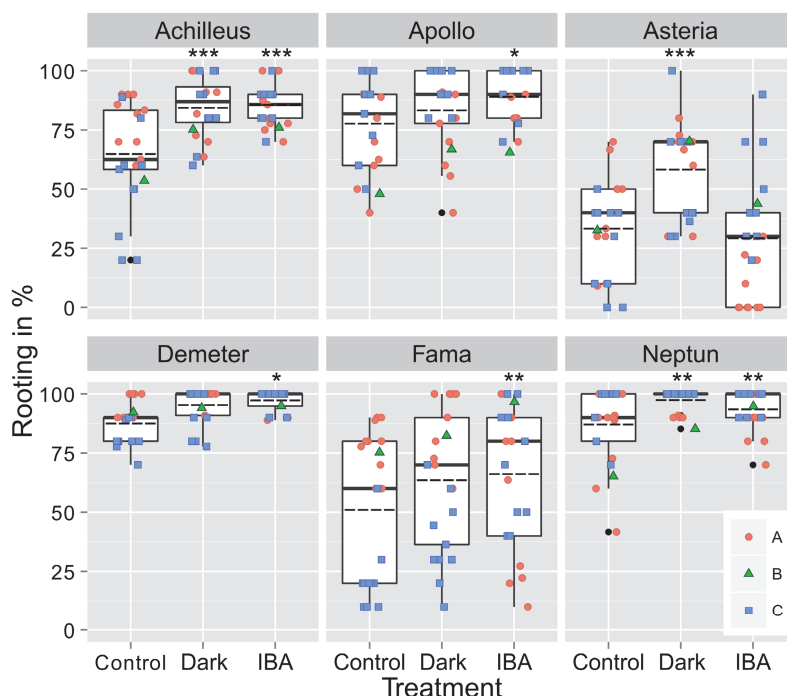 Achilleus Apollo Asteria
*** *** * ***
100
75
50
25
0
Demeter Fama Neptun
* ** ** **
100
75
50
25
0
Rooting in %
A
B
C
Control Dark IBA Control Dark IBA Control Dark IBA
Treatment